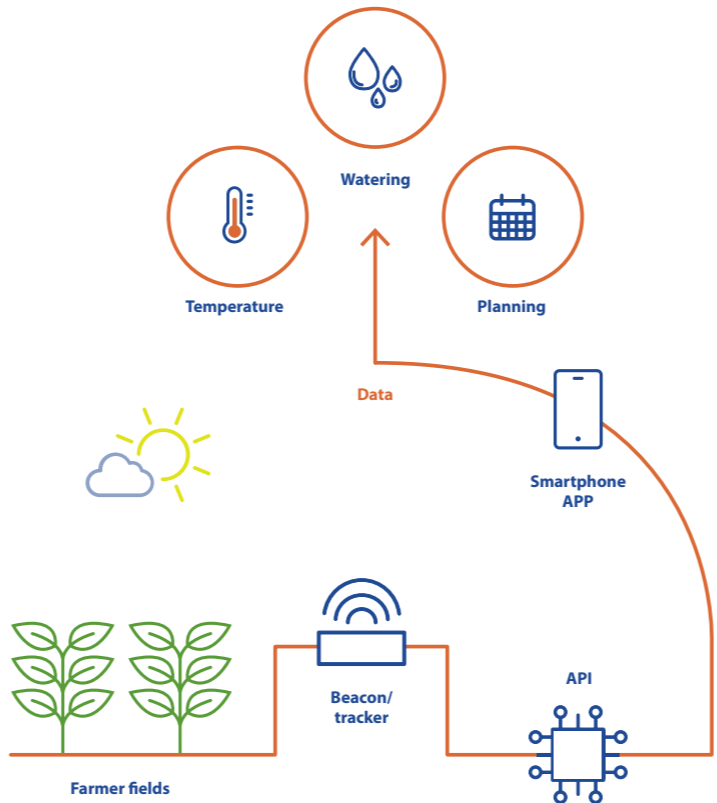 Watering
Temperature
Planning
Data
Smartphone
APP
API
Beacon/
tracker
Farmer fields